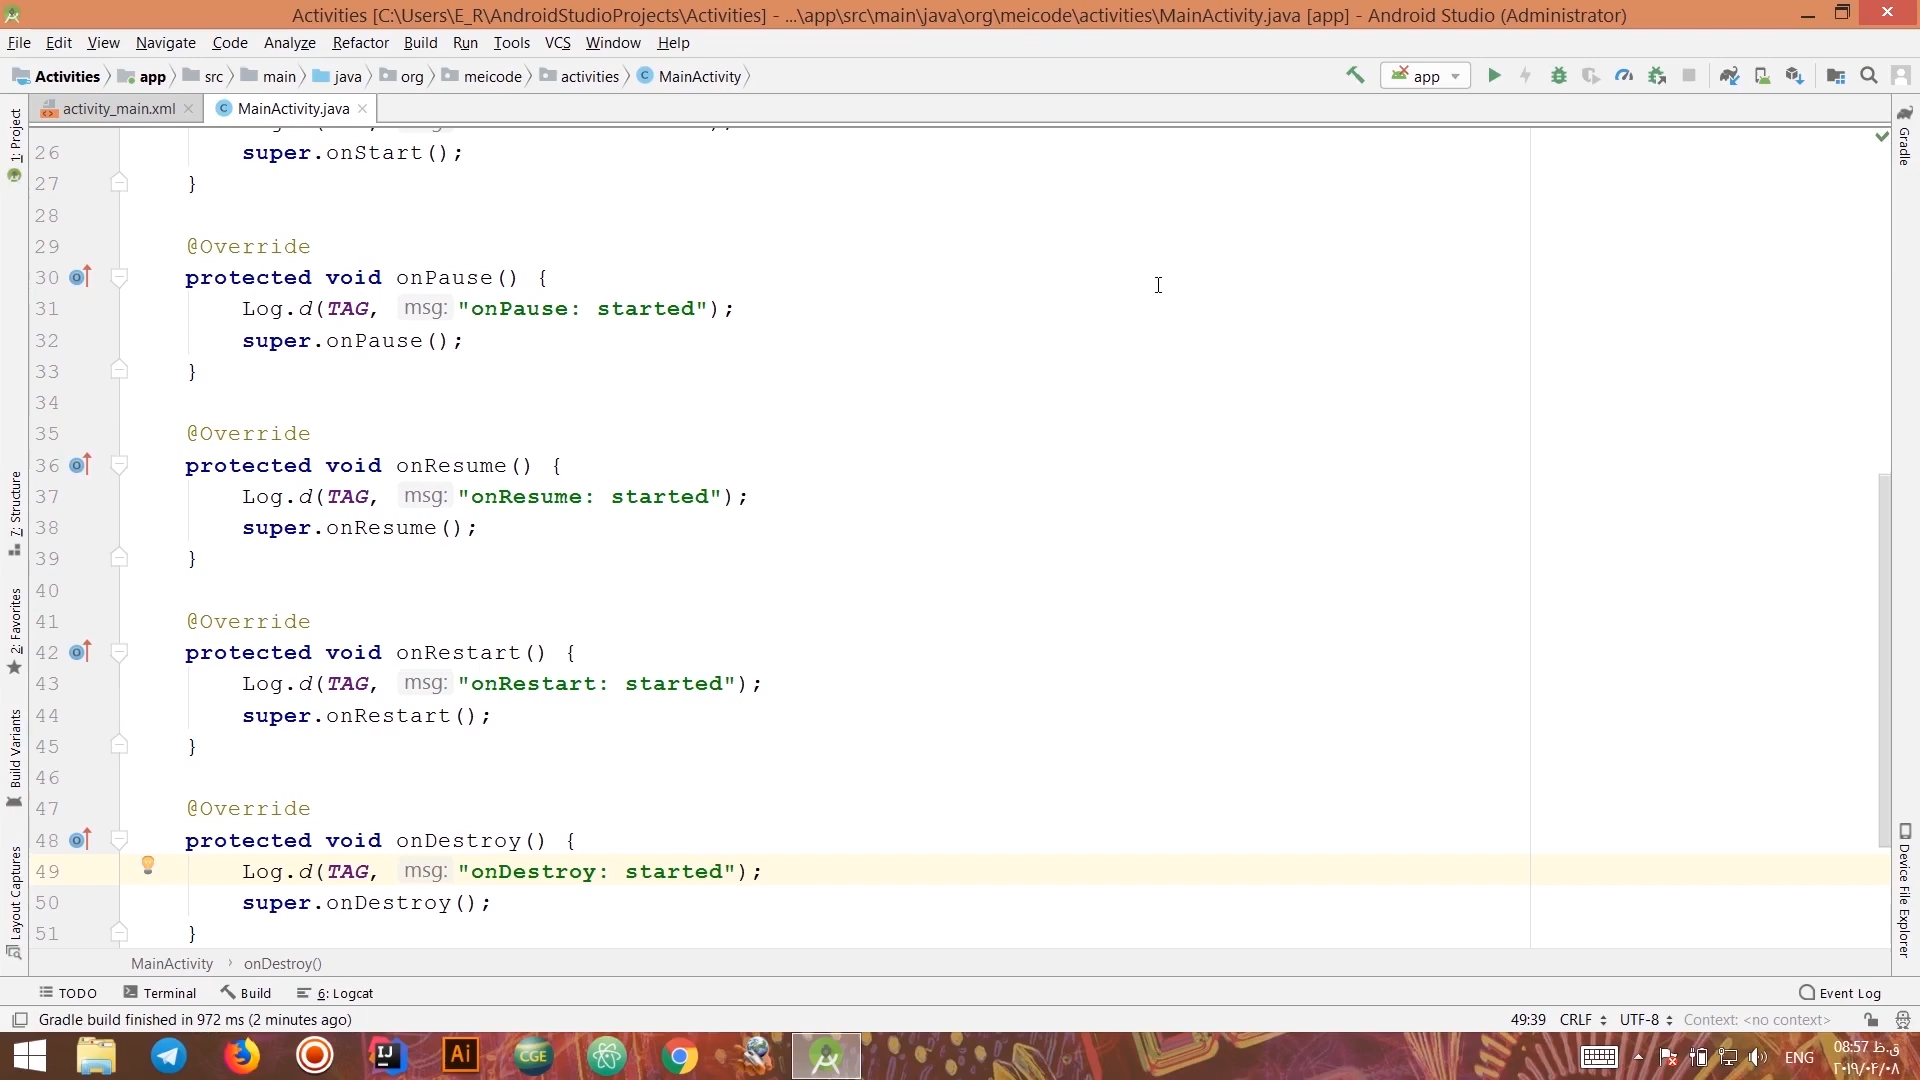 Activities [C:\Users\E_R\AndroidStudioProjects\Activities] - ...\app\src\main\java\org\meicode\activities\MainActivity.java [app] - Android Studio (Administrator)
File Edit View Navigate Code Analyze Refactor Build Run Tools VCS Window Help
Activities app src main java org meicode activities MainActivity app
activity_main.xml MainActivity.java
26 super.onStart();
27 }
28
29 @Override
30 protected void onPause() {
31 Log.d(TAG, msg: "onPause: started");
32 super.onPause();
33 }
34
35 @Override
36 protected void onResume() {
37 Log.d(TAG, msg: "onResume: started");
38 super.onResume();
39 }
40
41 @Override
42 protected void onRestart() {
43 Log.d(TAG, msg: "onRestart: started");
44 super.onRestart();
45 }
46
47 @Override
48 protected void onDestroy() {
49 Log.d(TAG, msg: "onDestroy: started");
50 super.onDestroy();
51 }
1: Project
7: Structure
2: Favorites
Build Variants
Layout Captures
Gradle
Device File Explorer
MainActivity › onDestroy()
TODO Terminal Build 6: Logcat Event Log
Gradle build finished in 972 ms (2 minutes ago) 49:39 CRLF UTF-8 Context: <no context>
IJ Ai CGE ENG 08:57 ق.ظ
٢٠١٩/٠٢/٠٨